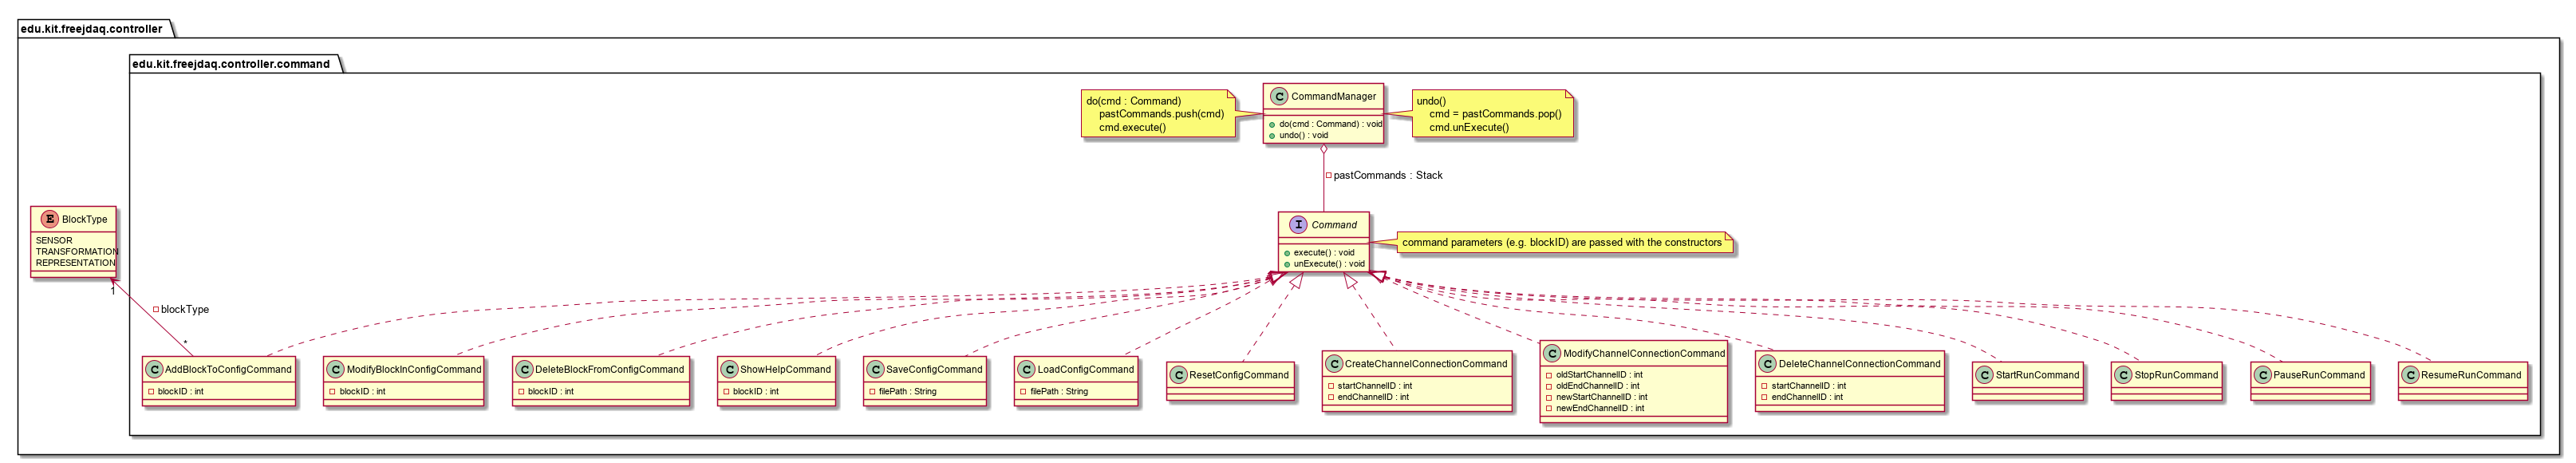 edu.kit.freejdaq.controller
edu.kit.freejdaq.controller.command
do(cmd : Command)
pastCommands.push(cmd)
cmd.execute()
C CommandManager
do(cmd : Command) : void
undo() : void
undo()
cmd = pastCommands.pop()
cmd.unExecute()
pastCommands : Stack
E BlockType
SENSOR
TRANSFORMATION
REPRESENTATION
I Command
execute() : void
unExecute() : void
command parameters (e.g. blockID) are passed with the constructors
1
blockType
*
C AddBlockToConfigCommand
blockID : int
C ModifyBlockInConfigCommand
blockID : int
C DeleteBlockFromConfigCommand
blockID : int
C ShowHelpCommand
blockID : int
C SaveConfigCommand
filePath : String
C LoadConfigCommand
filePath : String
C ResetConfigCommand
C CreateChannelConnectionCommand
startChannelID : int
endChannelID : int
C ModifyChannelConnectionCommand
oldStartChannelID : int
oldEndChannelID : int
newStartChannelID : int
newEndChannelID : int
C DeleteChannelConnectionCommand
startChannelID : int
endChannelID : int
C StartRunCommand
C StopRunCommand
C PauseRunCommand
C ResumeRunCommand